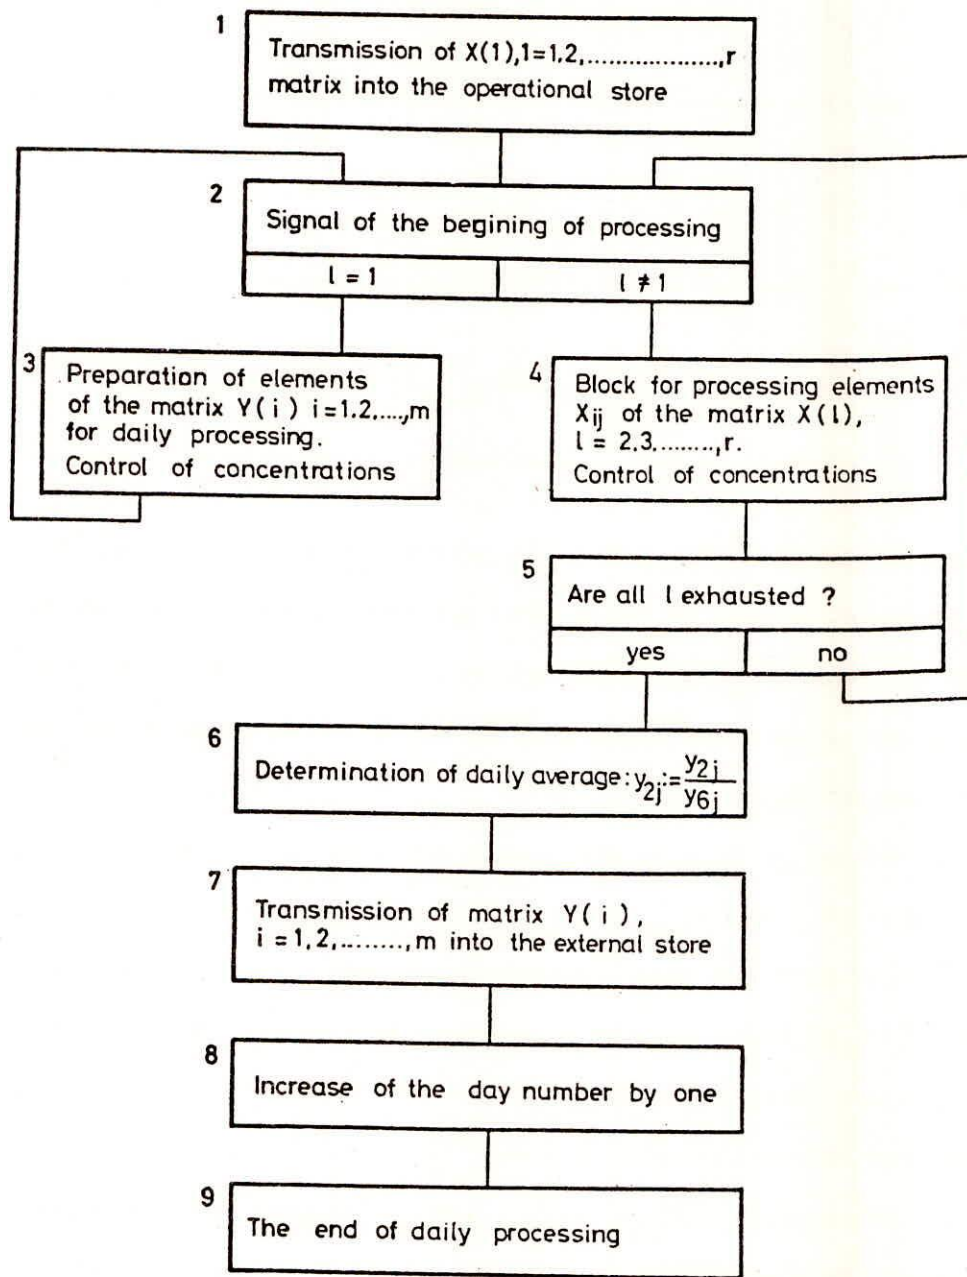 1
Transmission of X(1),1=1,2,...................,r
matrix into the operational store
2
Signal of the begining of processing
l = 1
l ≠ 1
3
Preparation of elements
of the matrix Y(i) i=1,2,....,m
for daily processing.
Control of concentrations
4
Block for processing elements
Xij of the matrix X(l),
l = 2,3,........,r.
Control of concentrations
5
Are all l exhausted ?
yes
no
6
Determination of daily average: y2j:= y2j/y6j
7
Transmission of matrix Y(i),
i = 1,2,.........,m into the external store
8
Increase of the day number by one
9
The end of daily processing